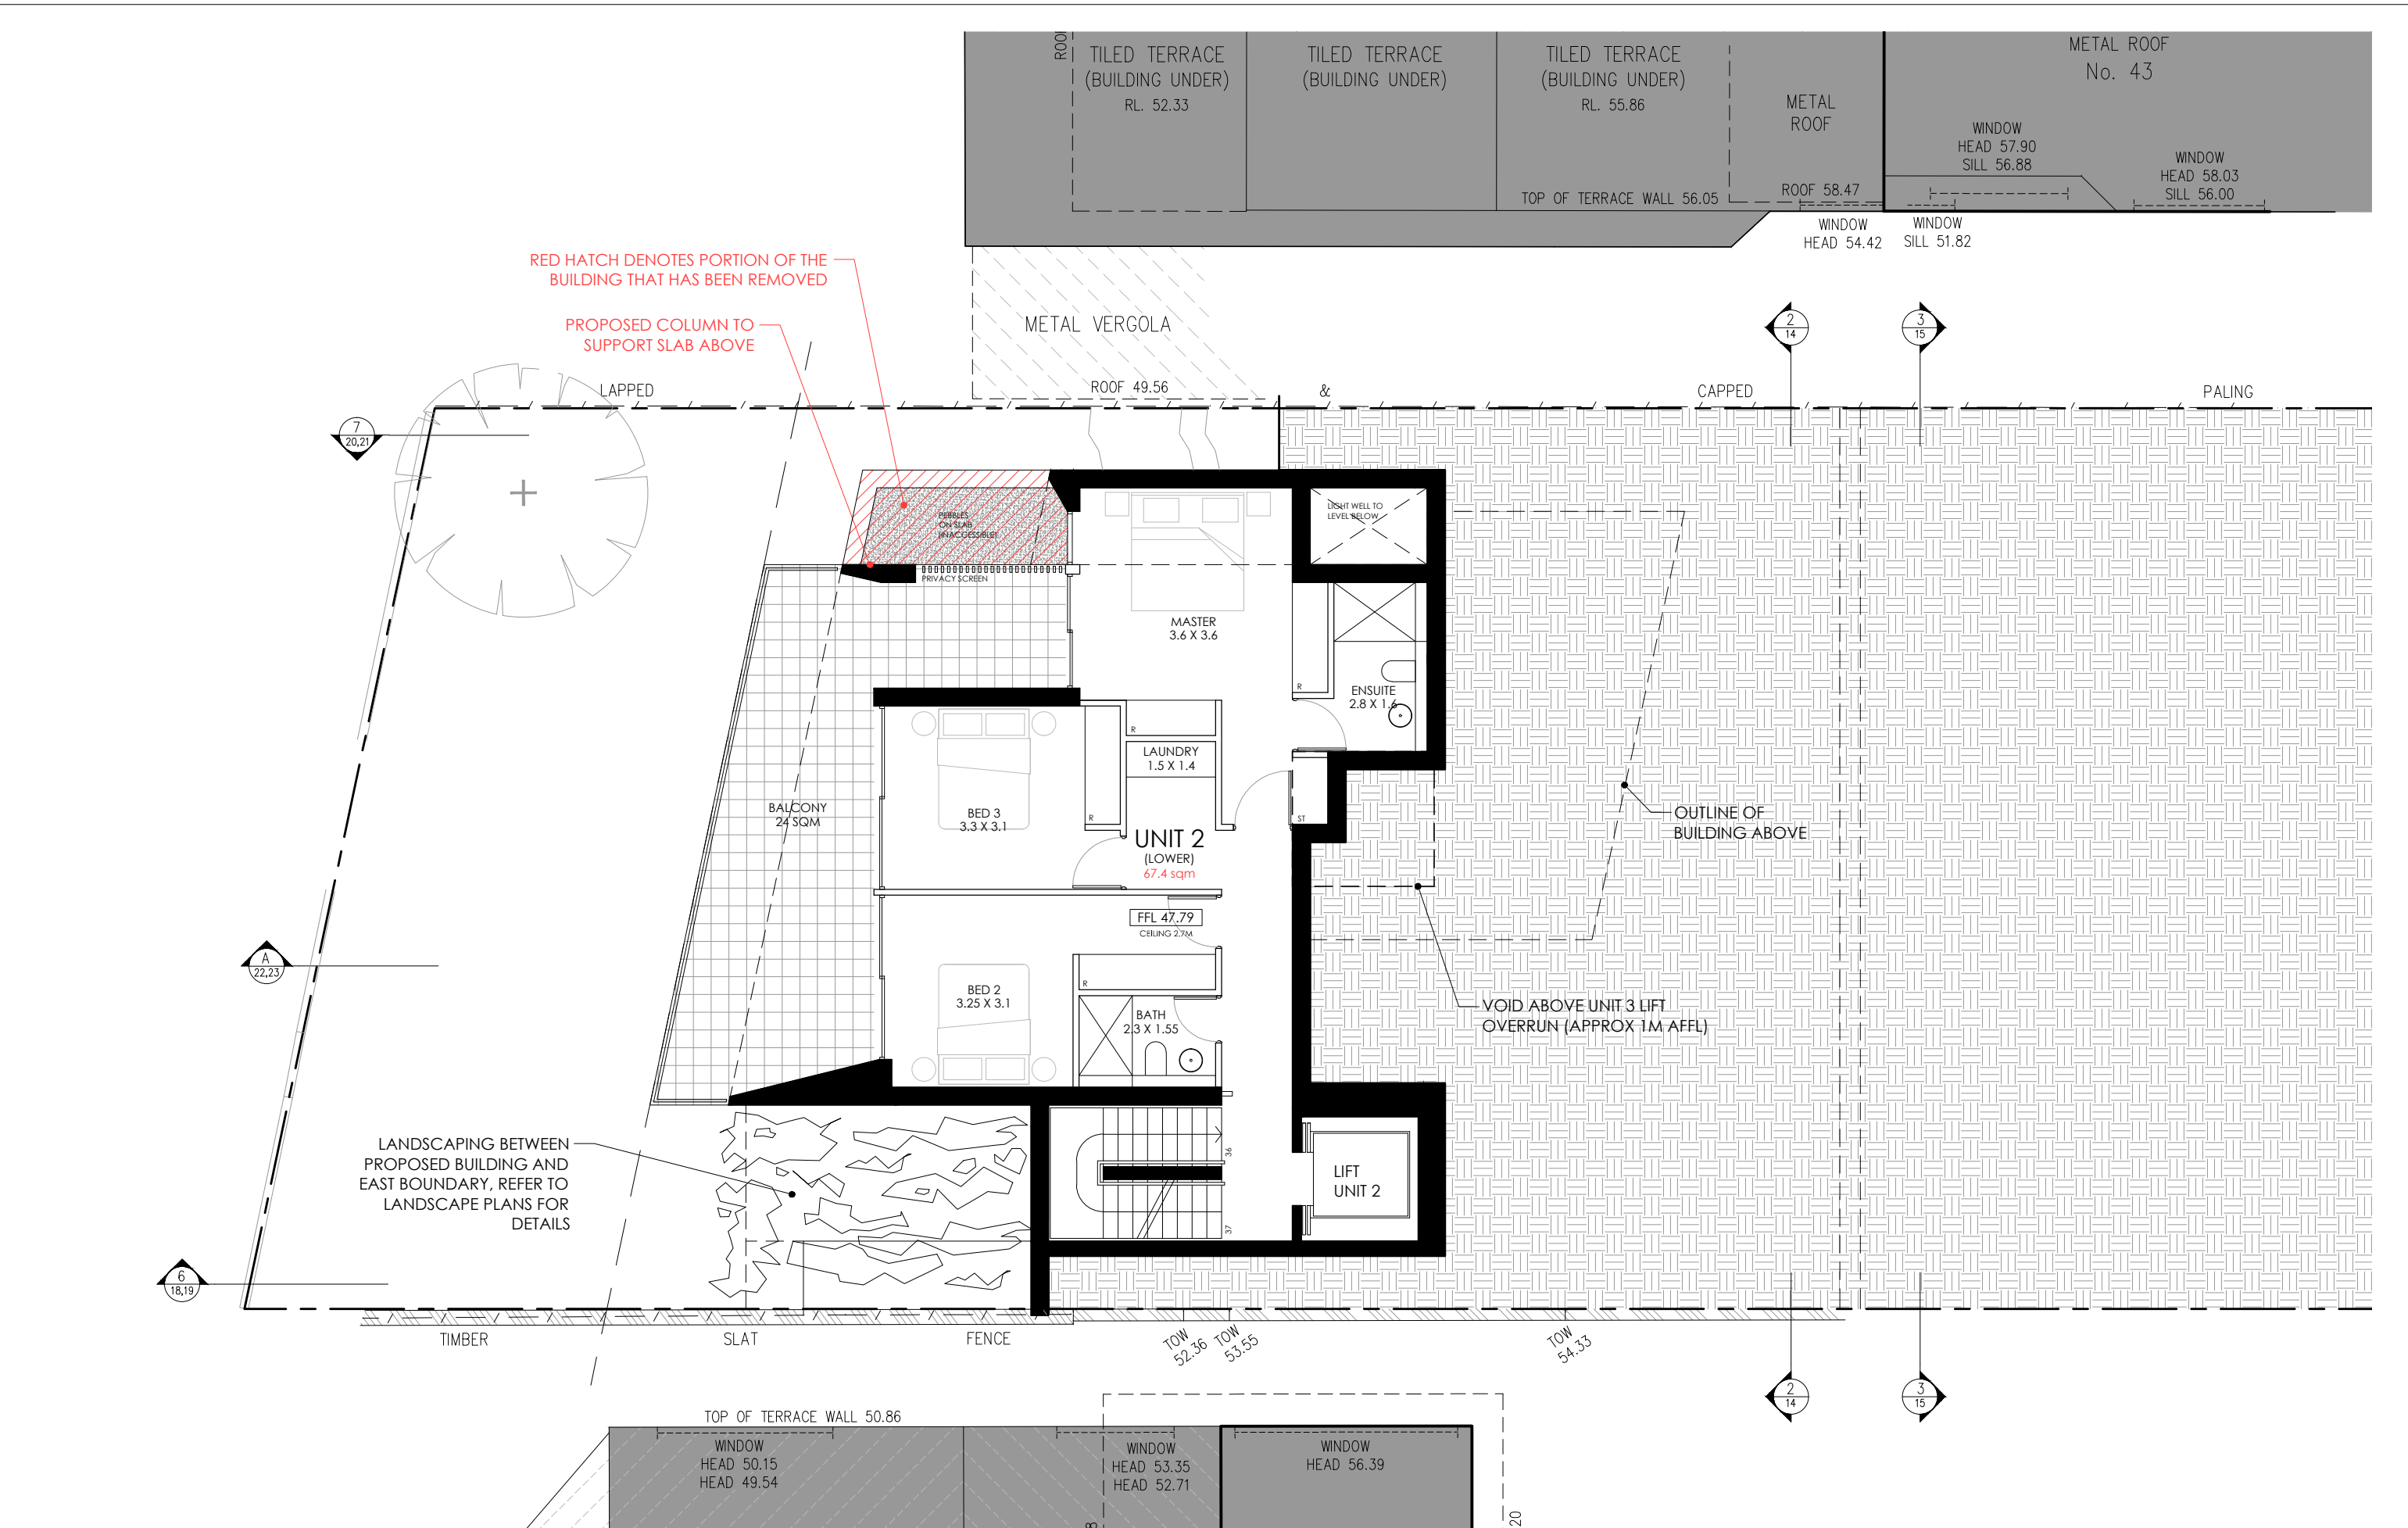 ROOF
TILED TERRACE
(BUILDING UNDER)
RL. 52.33
TILED TERRACE
(BUILDING UNDER)
TILED TERRACE
(BUILDING UNDER)
RL. 55.86
METAL
ROOF
METAL ROOF
No. 43
WINDOW
HEAD 57.90
SILL 56.88
WINDOW
HEAD 58.03
SILL 56.00
TOP OF TERRACE WALL 56.05
ROOF 58.47
WINDOW
HEAD 54.42
WINDOW
SILL 51.82
RED HATCH DENOTES PORTION OF THE
BUILDING THAT HAS BEEN REMOVED
PROPOSED COLUMN TO
SUPPORT SLAB ABOVE
METAL VERGOLA
2
14
3
15
LAPPED
ROOF 49.56
&
CAPPED
PALING
7
20,21
PEBBLES
ON SLAB
(INACCESSIBLE)
LIGHT WELL TO
LEVEL BELOW
PRIVACY SCREEN
MASTER
3.6 X 3.6
R
ENSUITE
2.8 X 1.6
R
LAUNDRY
1.5 X 1.4
BALCONY
24 SQM
BED 3
3.3 X 3.1
R
ST
OUTLINE OF
BUILDING ABOVE
UNIT 2
(LOWER)
67.4 sqm
FFL 47.79
CEILING 2.7M
A
22,23
R
BED 2
3.25 X 3.1
BATH
2.3 X 1.55
VOID ABOVE UNIT 3 LIFT
OVERRUN (APPROX 1M AFFL)
LANDSCAPING BETWEEN
PROPOSED BUILDING AND
EAST BOUNDARY, REFER TO
LANDSCAPE PLANS FOR
DETAILS
36
37
LIFT
UNIT 2
6
18,19
TIMBER
SLAT
FENCE
TOW
52.36
TOW
53.55
TOW
54.33
2
14
3
15
TOP OF TERRACE WALL 50.86
WINDOW
HEAD 50.15
HEAD 49.54
WINDOW
HEAD 53.35
HEAD 52.71
WINDOW
HEAD 56.39
20